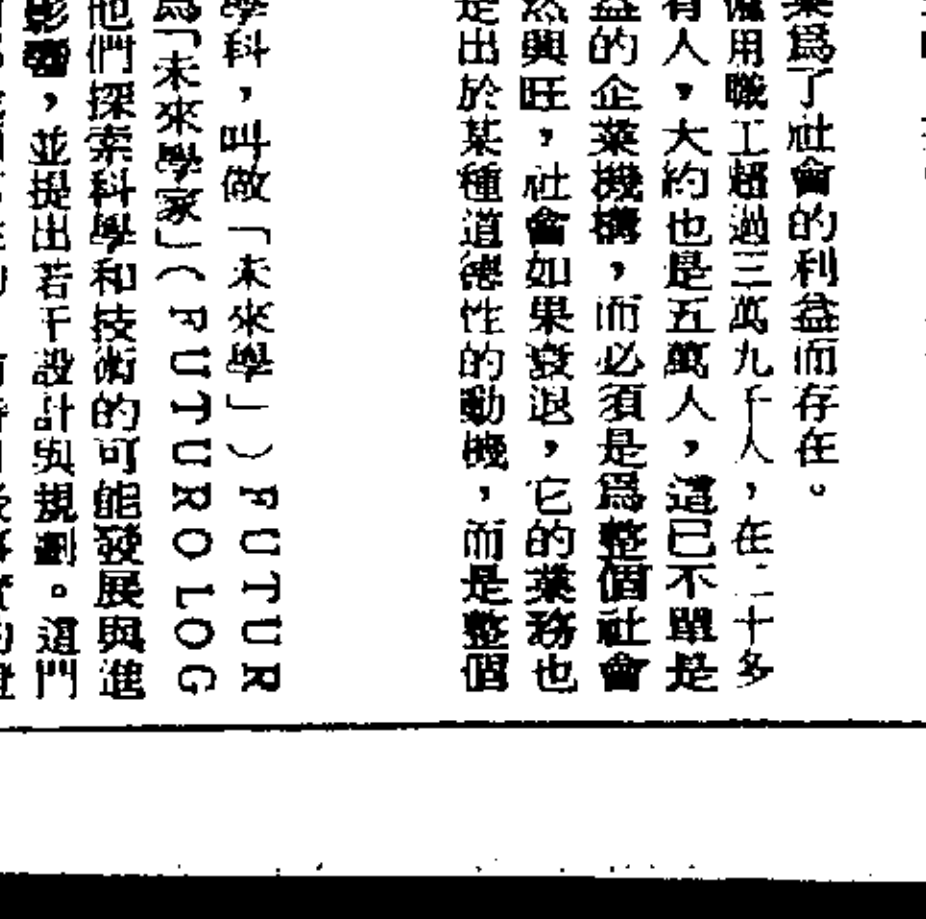 業爲了社會的利益而存在。
僱用職工超過三萬九千人，在二十多
有人，大約也是五萬人，這已不單是
益的企業機構，而必須是爲整個社會
然興旺，社會如果衰退，它的業務也
是出於某種道德性的動機，而是整個
學科，叫做「未來學」）FUTUR
爲「未來學家」（FUTUROLOG
他們探索科學和技術的可能發展與進
影響，並提出若干設計與規劃。這門